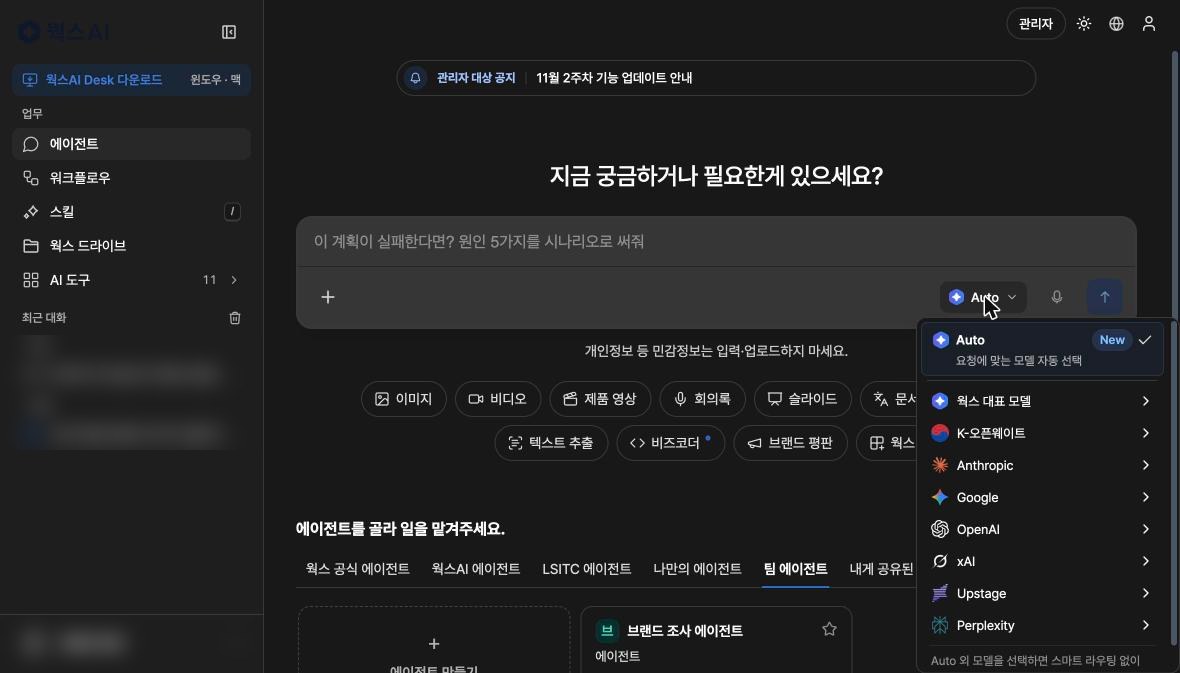 웍스AI
관리자
웍스AI Desk 다운로드 윈도우 · 맥
관리자 대상 공지 11월 2주차 기능 업데이트 안내
업무
에이전트
워크플로우
스킬 /
웍스 드라이브
AI 도구 11
최근 대화
지금 궁금하거나 필요한게 있으세요?
이 계획이 실패한다면? 원인 5가지를 시나리오로 써줘
Auto
개인정보 등 민감정보는 입력·업로드하지 마세요.
이미지 비디오 제품 영상 회의록 슬라이드 문서
텍스트 추출 비즈코더 브랜드 평판 웍스
Auto New
요청에 맞는 모델 자동 선택
웍스 대표 모델
K-오픈웨이트
Anthropic
Google
OpenAI
xAI
Upstage
Perplexity
Auto 외 모델을 선택하면 스마트 라우팅 없이
에이전트를 골라 일을 맡겨주세요.
웍스 공식 에이전트 웍스AI 에이전트 LSITC 에이전트 나만의 에이전트 팀 에이전트 내게 공유된
에이전트 만들기
브 브랜드 조사 에이전트
에이전트